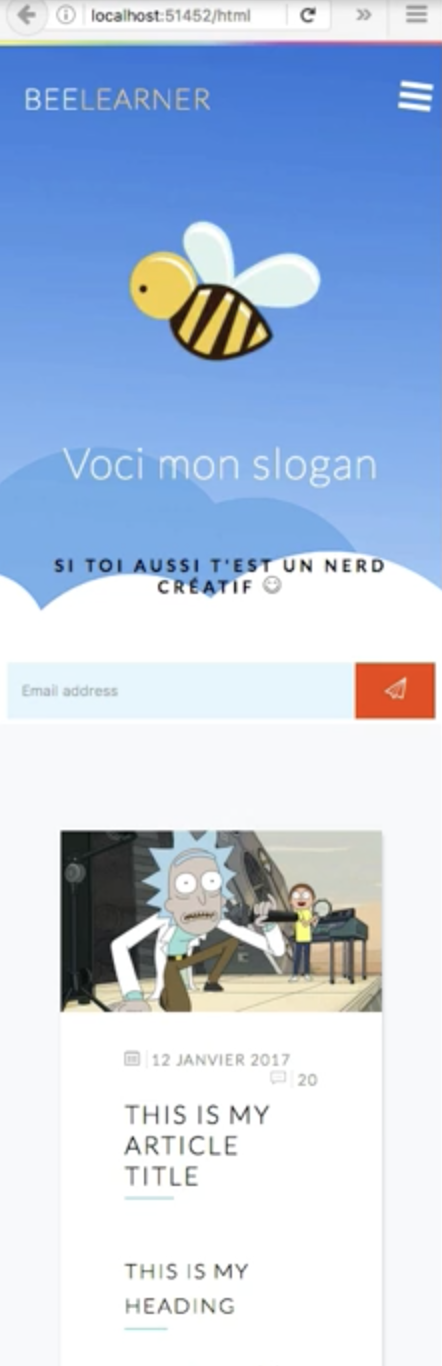 localhost:51452/html
BEELEARNER
Voci mon slogan
SI TOI AUSSI T'EST UN NERD
CRÉATIF ☺
Email address
12 JANVIER 2017
20
THIS IS MY
ARTICLE
TITLE
THIS IS MY
HEADING